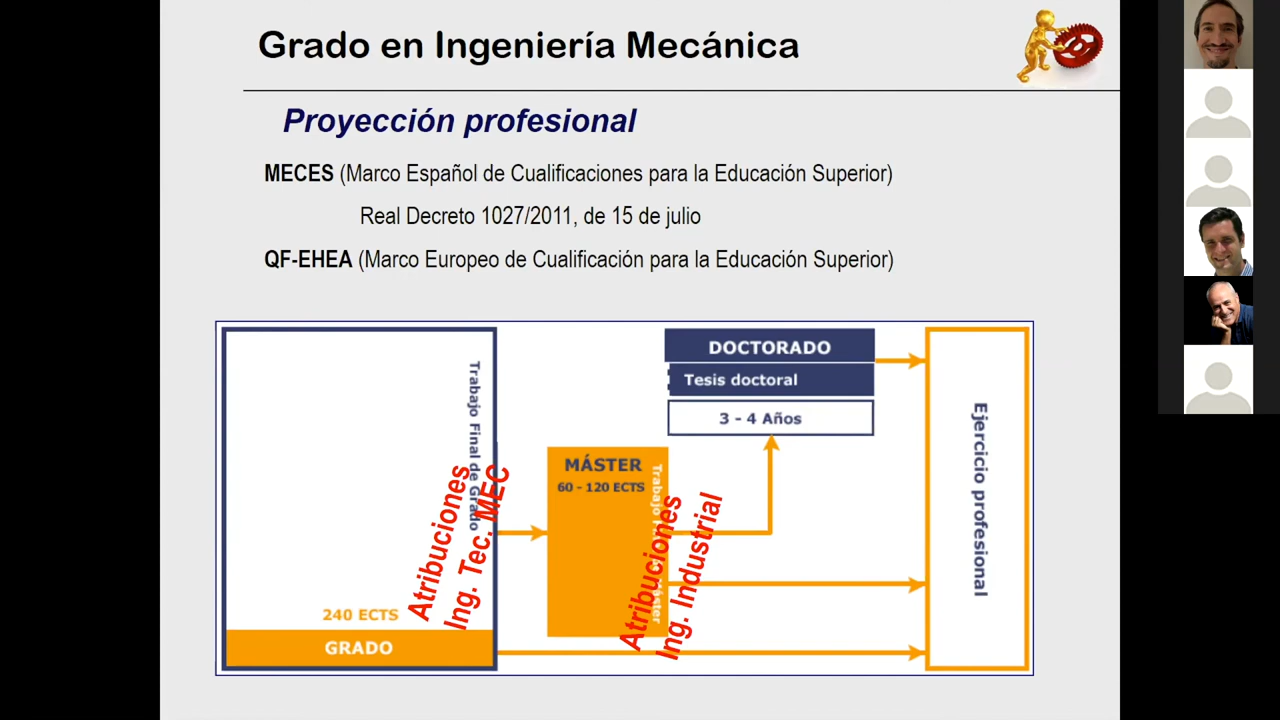 Grado en Ingeniería Mecánica
Proyección profesional
MECES (Marco Español de Cualificaciones para la Educación Superior)
Real Decreto 1027/2011, de 15 de julio
QF-EHEA (Marco Europeo de Cualificación para la Educación Superior)
Trabajo Final de Grado
240 ECTS
GRADO
Atribuciones
Ing. Tec. MEC
MÁSTER
60 - 120 ECTS
Trabajo Máster
Atribuciones
Ing. Industrial
DOCTORADO
Tesis doctoral
3 - 4 Años
Ejercicio profesional